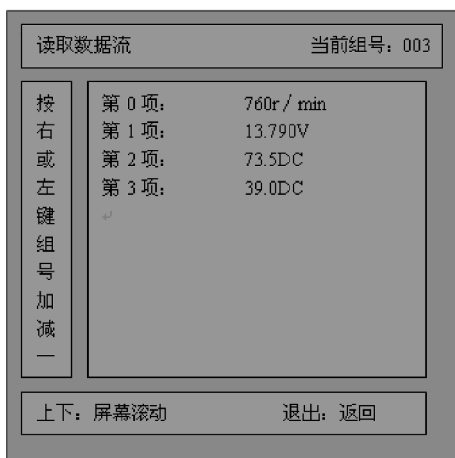 读取数据流 当前组号：003
按右或左键组号加减一
第 0 项： 760r / min
第 1 项： 13.790V
第 2 项： 73.5DC
第 3 项： 39.0DC
↵
上下：屏幕滚动 退出：返回